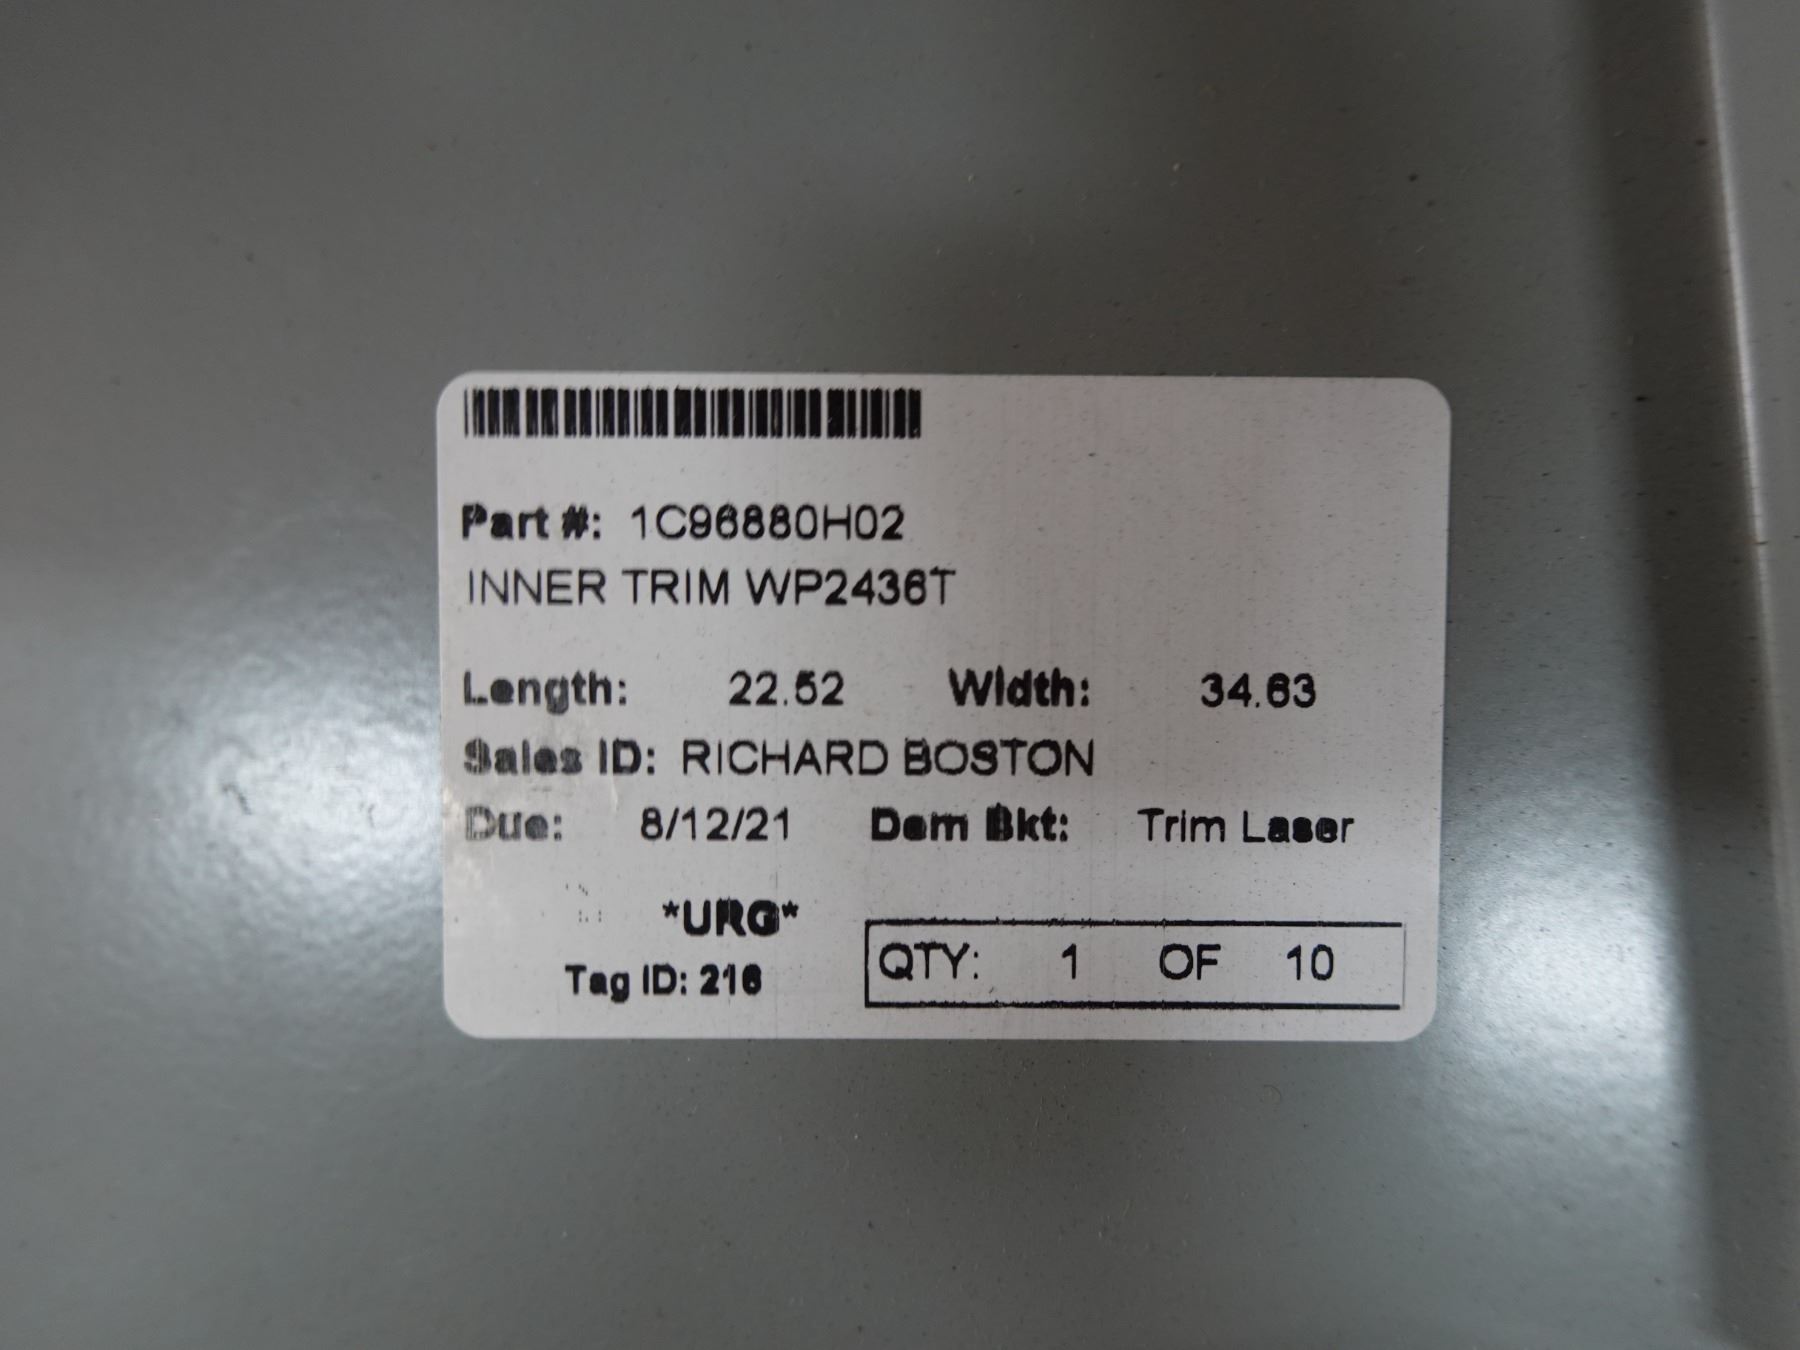 Part #: 1C96880H02
INNER TRIM WP2436T
Length: 22.52 Width: 34.63
Sales ID: RICHARD BOSTON
Due: 8/12/21 Dem Bkt: Trim Laser
*URG*
Tag ID: 216
QTY: 1 OF 10